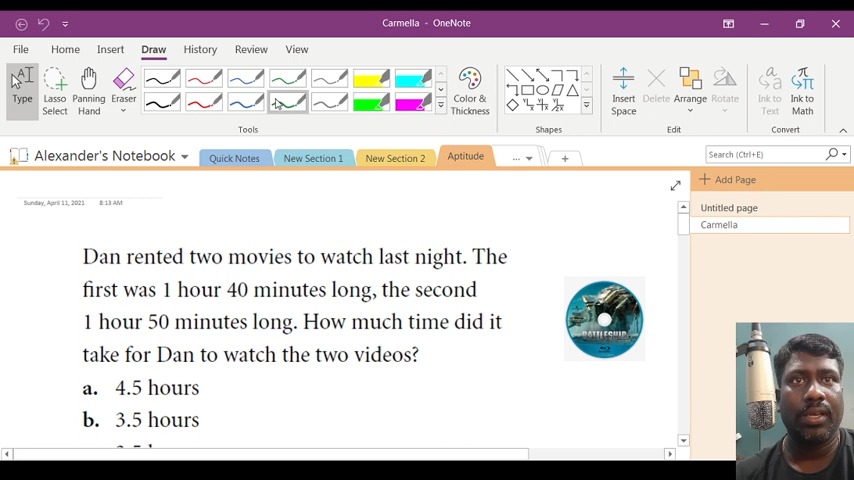 Carmella - OneNote
File Home Insert Draw History Review View
Type
Lasso Select
Panning Hand
Eraser
Color & Thickness
Insert Space
Delete
Arrange
Rotate
Ink to Text
Ink to Math
Tools
Shapes
Edit
Convert
Alexander's Notebook
Quick Notes
New Section 1
New Section 2
Aptitude
...
Search (Ctrl+E)
Add Page
Untitled page
Carmella
Sunday, April 11, 2021 8:13 AM
Dan rented two movies to watch last night. The
first was 1 hour 40 minutes long, the second
1 hour 50 minutes long. How much time did it
take for Dan to watch the two videos?
BATTLESHIP
a. 4.5 hours
b. 3.5 hours